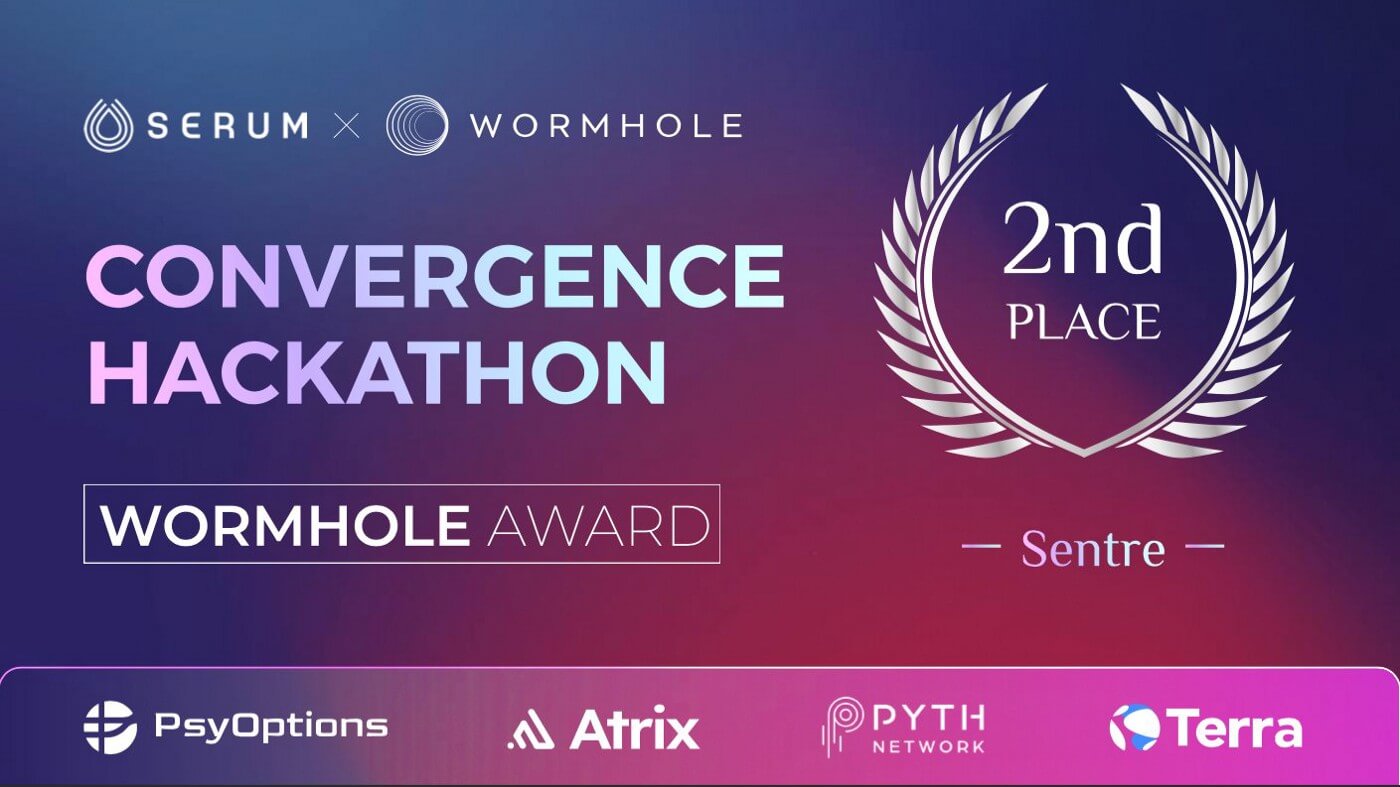 SERUM × WORMHOLE
CONVERGENCE
HACKATHON
WORMHOLE AWARD
2nd
PLACE
Sentre
PsyOptions
Atrix
PYTH
NETWORK
Terra